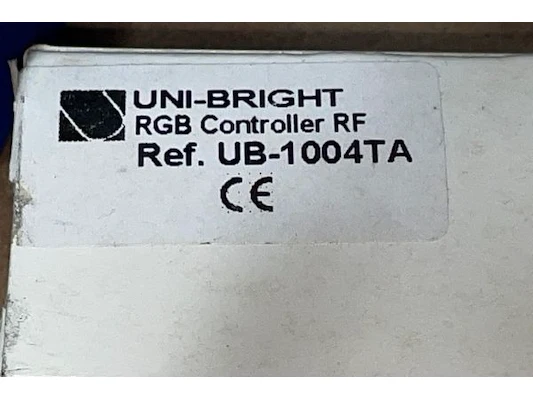 UNI-BRIGHT
RGB Controller RF
Ref. UB-1004TA
CE